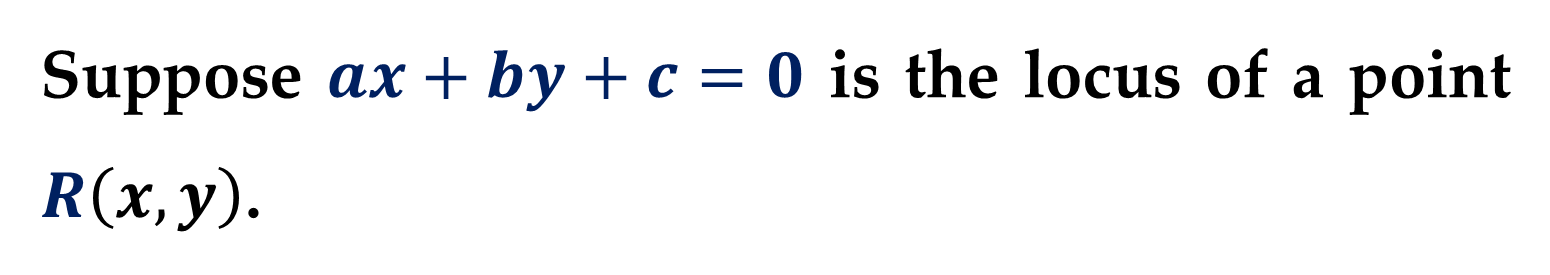 Suppose ax + by + c = 0 is the locus of a point
R(x, y).